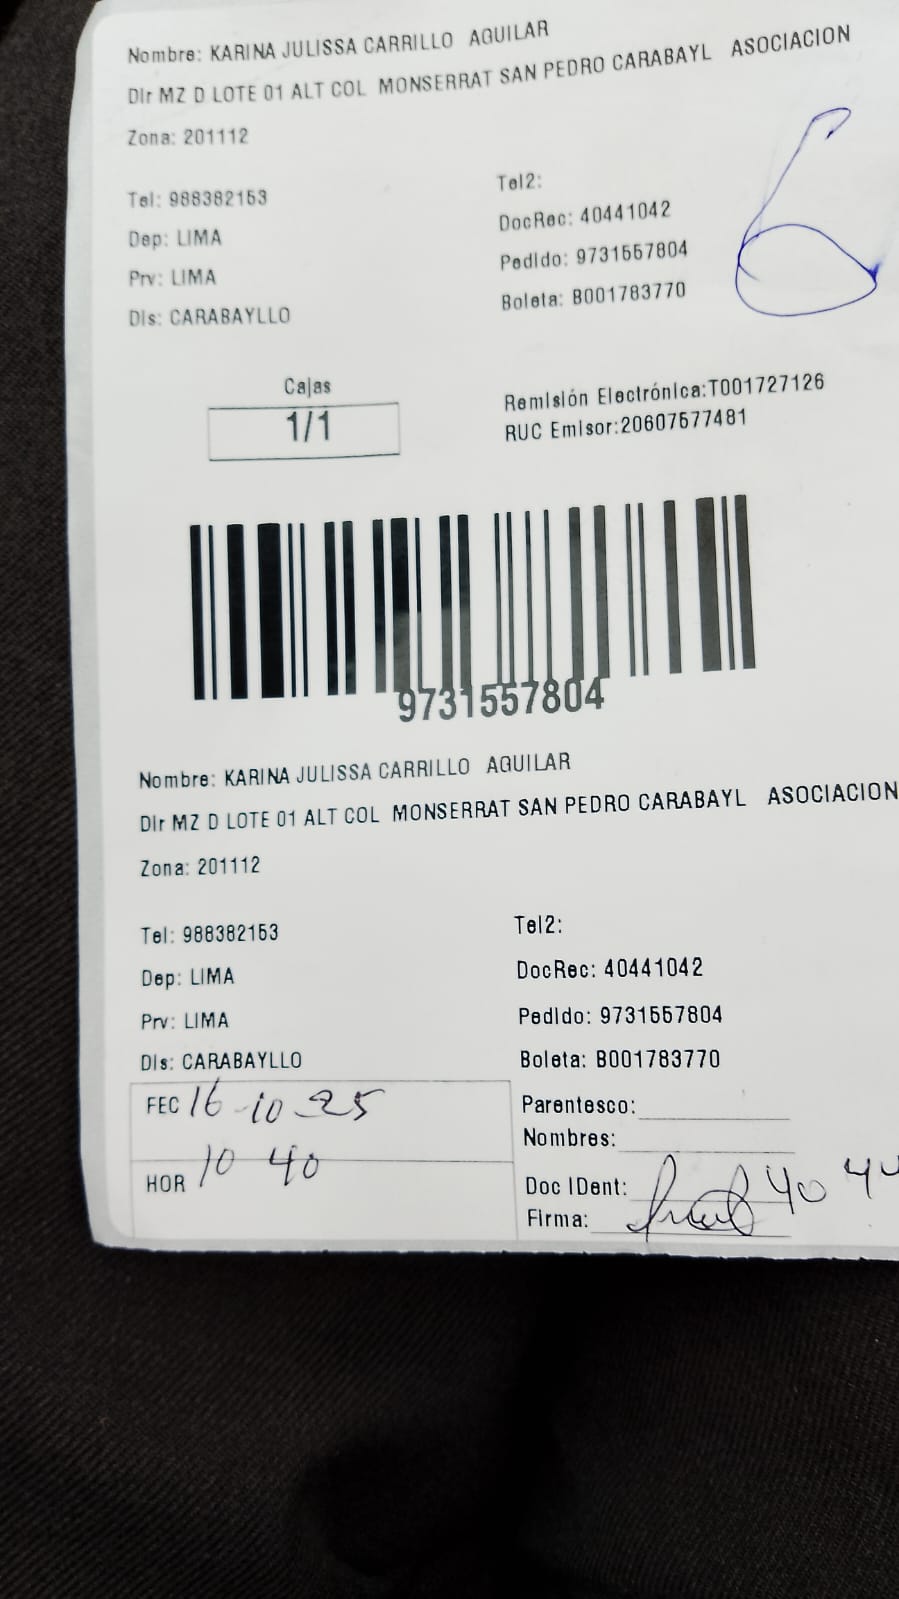 Nombre: KARINA JULISSA CARRILLO AGUILAR
Dir MZ D LOTE 01 ALT COL MONSERRAT SAN PEDRO CARABAYL ASOCIACION
Zona: 201112
Tel: 988382153 Tel2:
Dep: LIMA DocRec: 40441042
Prv: LIMA Pedido: 9731557804
Dis: CARABAYLLO Boleta: B001783770
6
Cajas
1/1
Remisión Electrónica:T001727126
RUC Emisor:20607577481
9731557804
Nombre: KARINA JULISSA CARRILLO AGUILAR
Dir MZ D LOTE 01 ALT COL MONSERRAT SAN PEDRO CARABAYL ASOCIACION
Zona: 201112
Tel: 988382153 Tel2:
Dep: LIMA DocRec: 40441042
Prv: LIMA Pedido: 9731557804
Dis: CARABAYLLO Boleta: B001783770
FEC 16-10-25 Parentesco:
Nombres:
HOR 10 40 Doc IDent: 40 44
Firma: